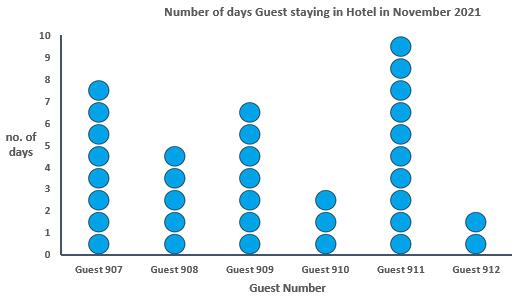 Number of days Guest staying in Hotel in November 2021
10
9
8
7
6
5
4
3
2
1
0
no. of
days
Guest 907 Guest 908 Guest 909 Guest 910 Guest 911 Guest 912
Guest Number